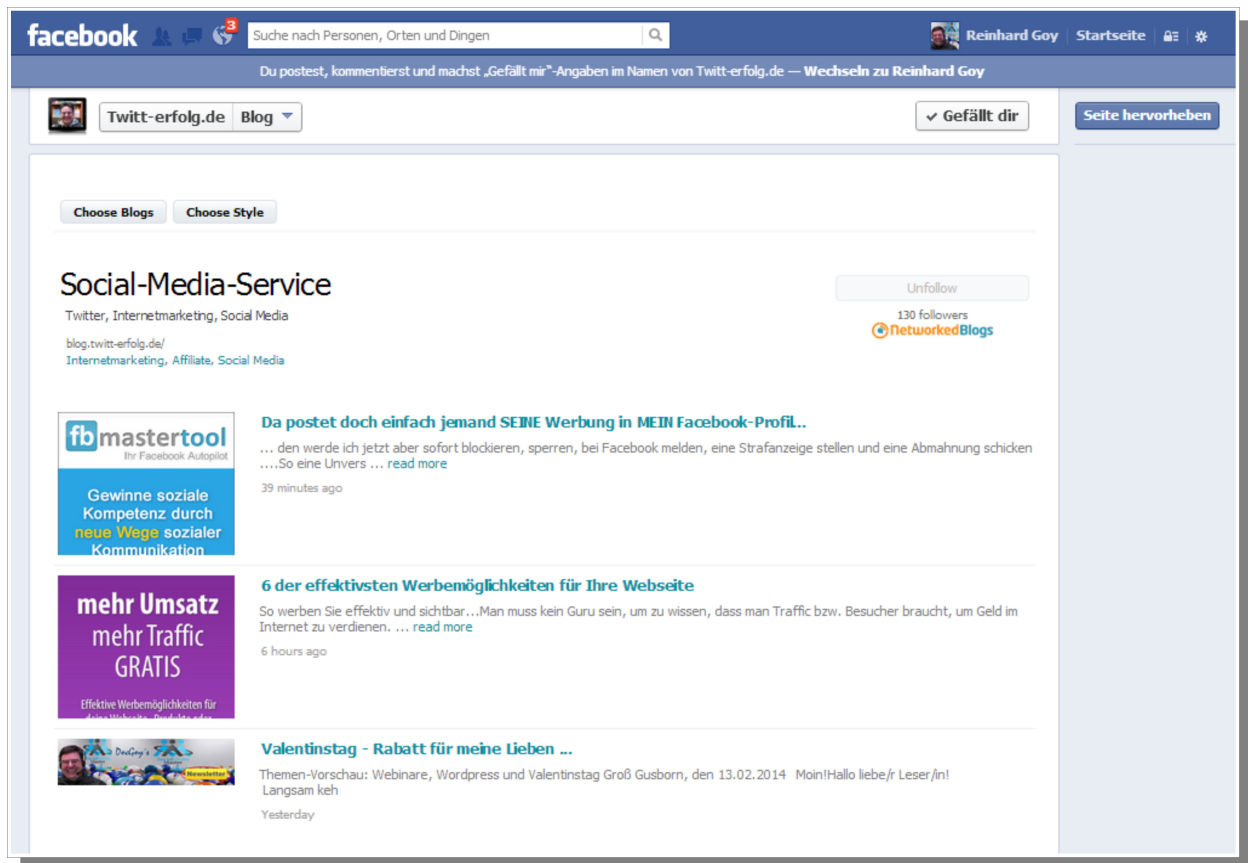 facebook
3
Suche nach Personen, Orten und Dingen
Reinhard Goy
Startseite
Du postest, kommentierst und machst „Gefällt mir“-Angaben im Namen von Twitt-erfolg.de — Wechseln zu Reinhard Goy
Twitt-erfolg.de
Blog
✓ Gefällt dir
Seite hervorheben
Choose Blogs
Choose Style
Social-Media-Service
Unfollow
Twitter, Internetmarketing, Social Media
130 followers
NetworkedBlogs
blog.twitt-erfolg.de/
Internetmarketing, Affiliate, Social Media
fb mastertool
Ihr Facebook Autopilot
Gewinne soziale
Kompetenz durch
neue Wege sozialer
Kommunikation
Da postet doch einfach jemand SEINE Werbung in MEIN Facebook-Profil...
... den werde ich jetzt aber sofort blockieren, sperren, bei Facebook melden, eine Strafanzeige stellen und eine Abmahnung schicken
....So eine Unvers ... read more
39 minutes ago
mehr Umsatz
mehr Traffic
GRATIS
Effektive Werbemöglichkeiten für
deine Webseite, Produkte oder
6 der effektivsten Werbemöglichkeiten für Ihre Webseite
So werben Sie effektiv und sichtbar...Man muss kein Guru sein, um zu wissen, dass man Traffic bzw. Besucher braucht, um Geld im
Internet zu verdienen. ... read more
6 hours ago
DocGoy's
Newsletter
Valentinstag - Rabatt für meine Lieben ...
Themen-Vorschau: Webinare, Wordpress und Valentinstag Groß Gusborn, den 13.02.2014 Moin!Hallo liebe/r Leser/in!
Langsam keh
Yesterday